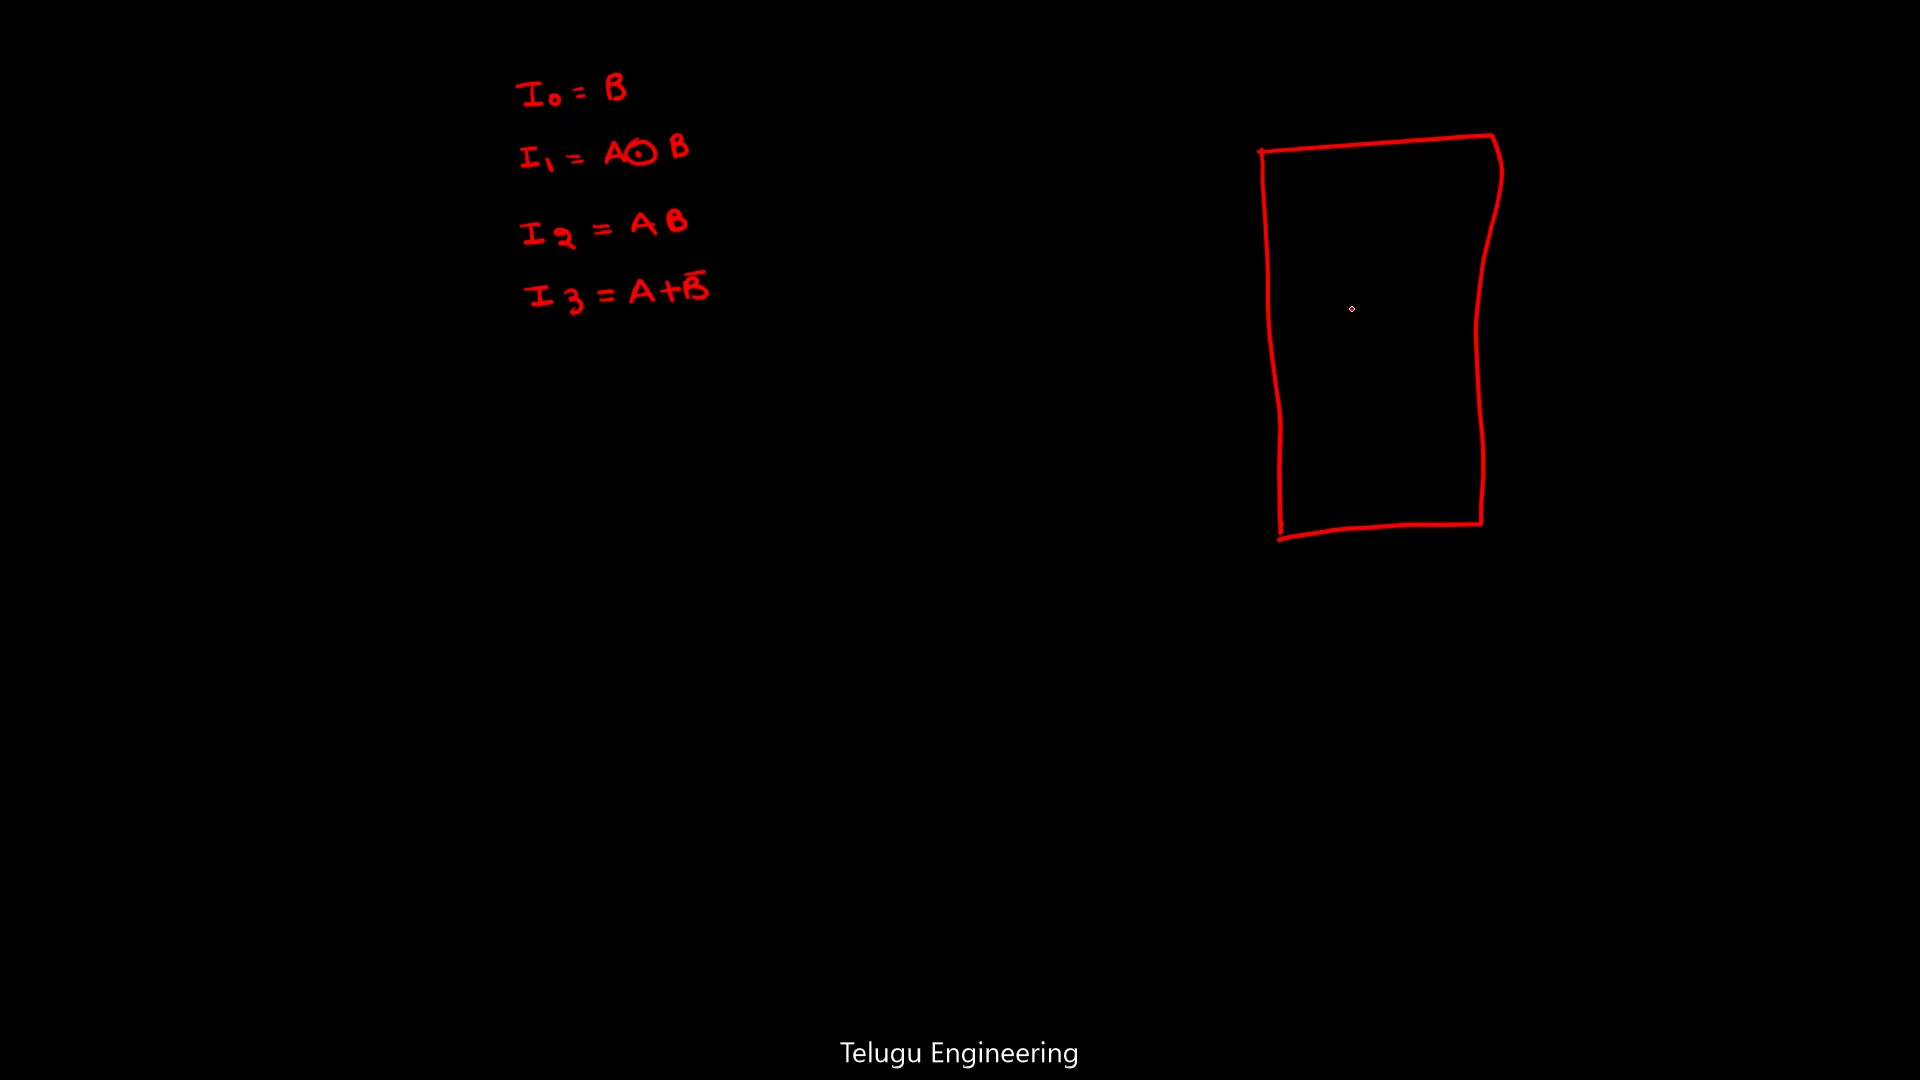 I₀ = B
I₁ = A⊙B
I₂ = AB
I₃ = A+B̅
Telugu Engineering